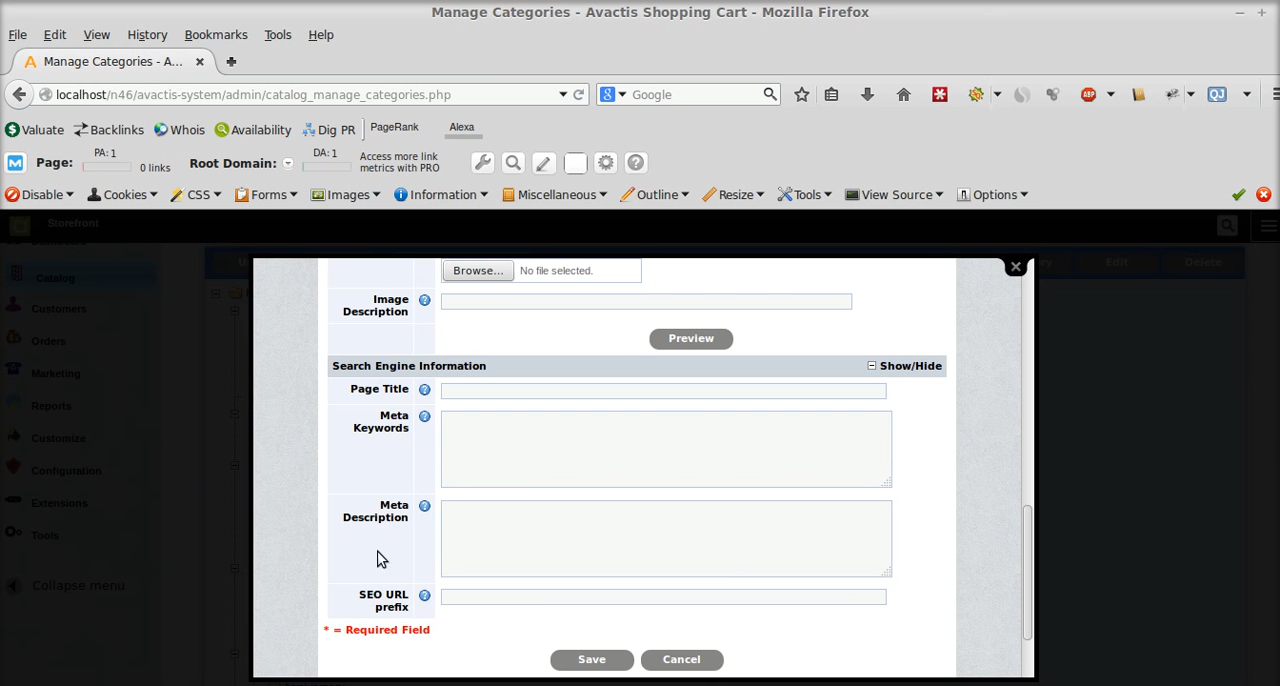 Manage Categories - Avactis Shopping Cart - Mozilla Firefox
File Edit View History Bookmarks Tools Help
Manage Categories - A...
localhost/n46/avactis-system/admin/catalog_manage_categories.php
Google
ABP
QJ
Valuate Backlinks Whois Availability Dig PR PageRank Alexa
Page: PA: 1 0 links Root Domain: DA: 1 Access more link metrics with PRO
Disable Cookies CSS Forms Images Information Miscellaneous Outline Resize Tools View Source Options
Storefront
Catalog
Customers
Orders
Marketing
Reports
Customize
Configuration
Extensions
Tools
Collapse menu
Edit
Delete
Browse... No file selected.
Image Description
Preview
Search Engine Information Show/Hide
Page Title
Meta Keywords
Meta Description
SEO URL prefix
* = Required Field
Save Cancel